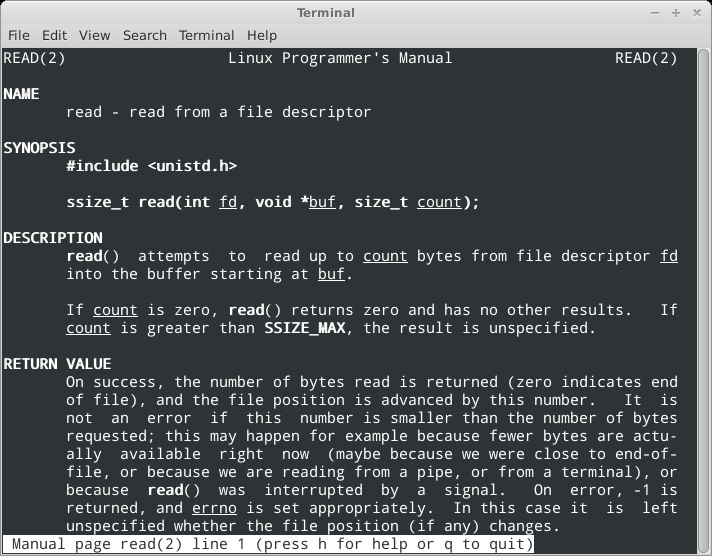 Terminal
File Edit View Search Terminal Help
READ(2) Linux Programmer's Manual READ(2)
NAME
read - read from a file descriptor
SYNOPSIS
#include <unistd.h>
ssize_t read(int fd, void *buf, size_t count);
DESCRIPTION
read() attempts to read up to count bytes from file descriptor fd
into the buffer starting at buf.
If count is zero, read() returns zero and has no other results. If
count is greater than SSIZE_MAX, the result is unspecified.
RETURN VALUE
On success, the number of bytes read is returned (zero indicates end
of file), and the file position is advanced by this number. It is
not an error if this number is smaller than the number of bytes
requested; this may happen for example because fewer bytes are actu-
ally available right now (maybe because we were close to end-of-
file, or because we are reading from a pipe, or from a terminal), or
because read() was interrupted by a signal. On error, -1 is
returned, and errno is set appropriately. In this case it is left
unspecified whether the file position (if any) changes.
Manual page read(2) line 1 (press h for help or q to quit)